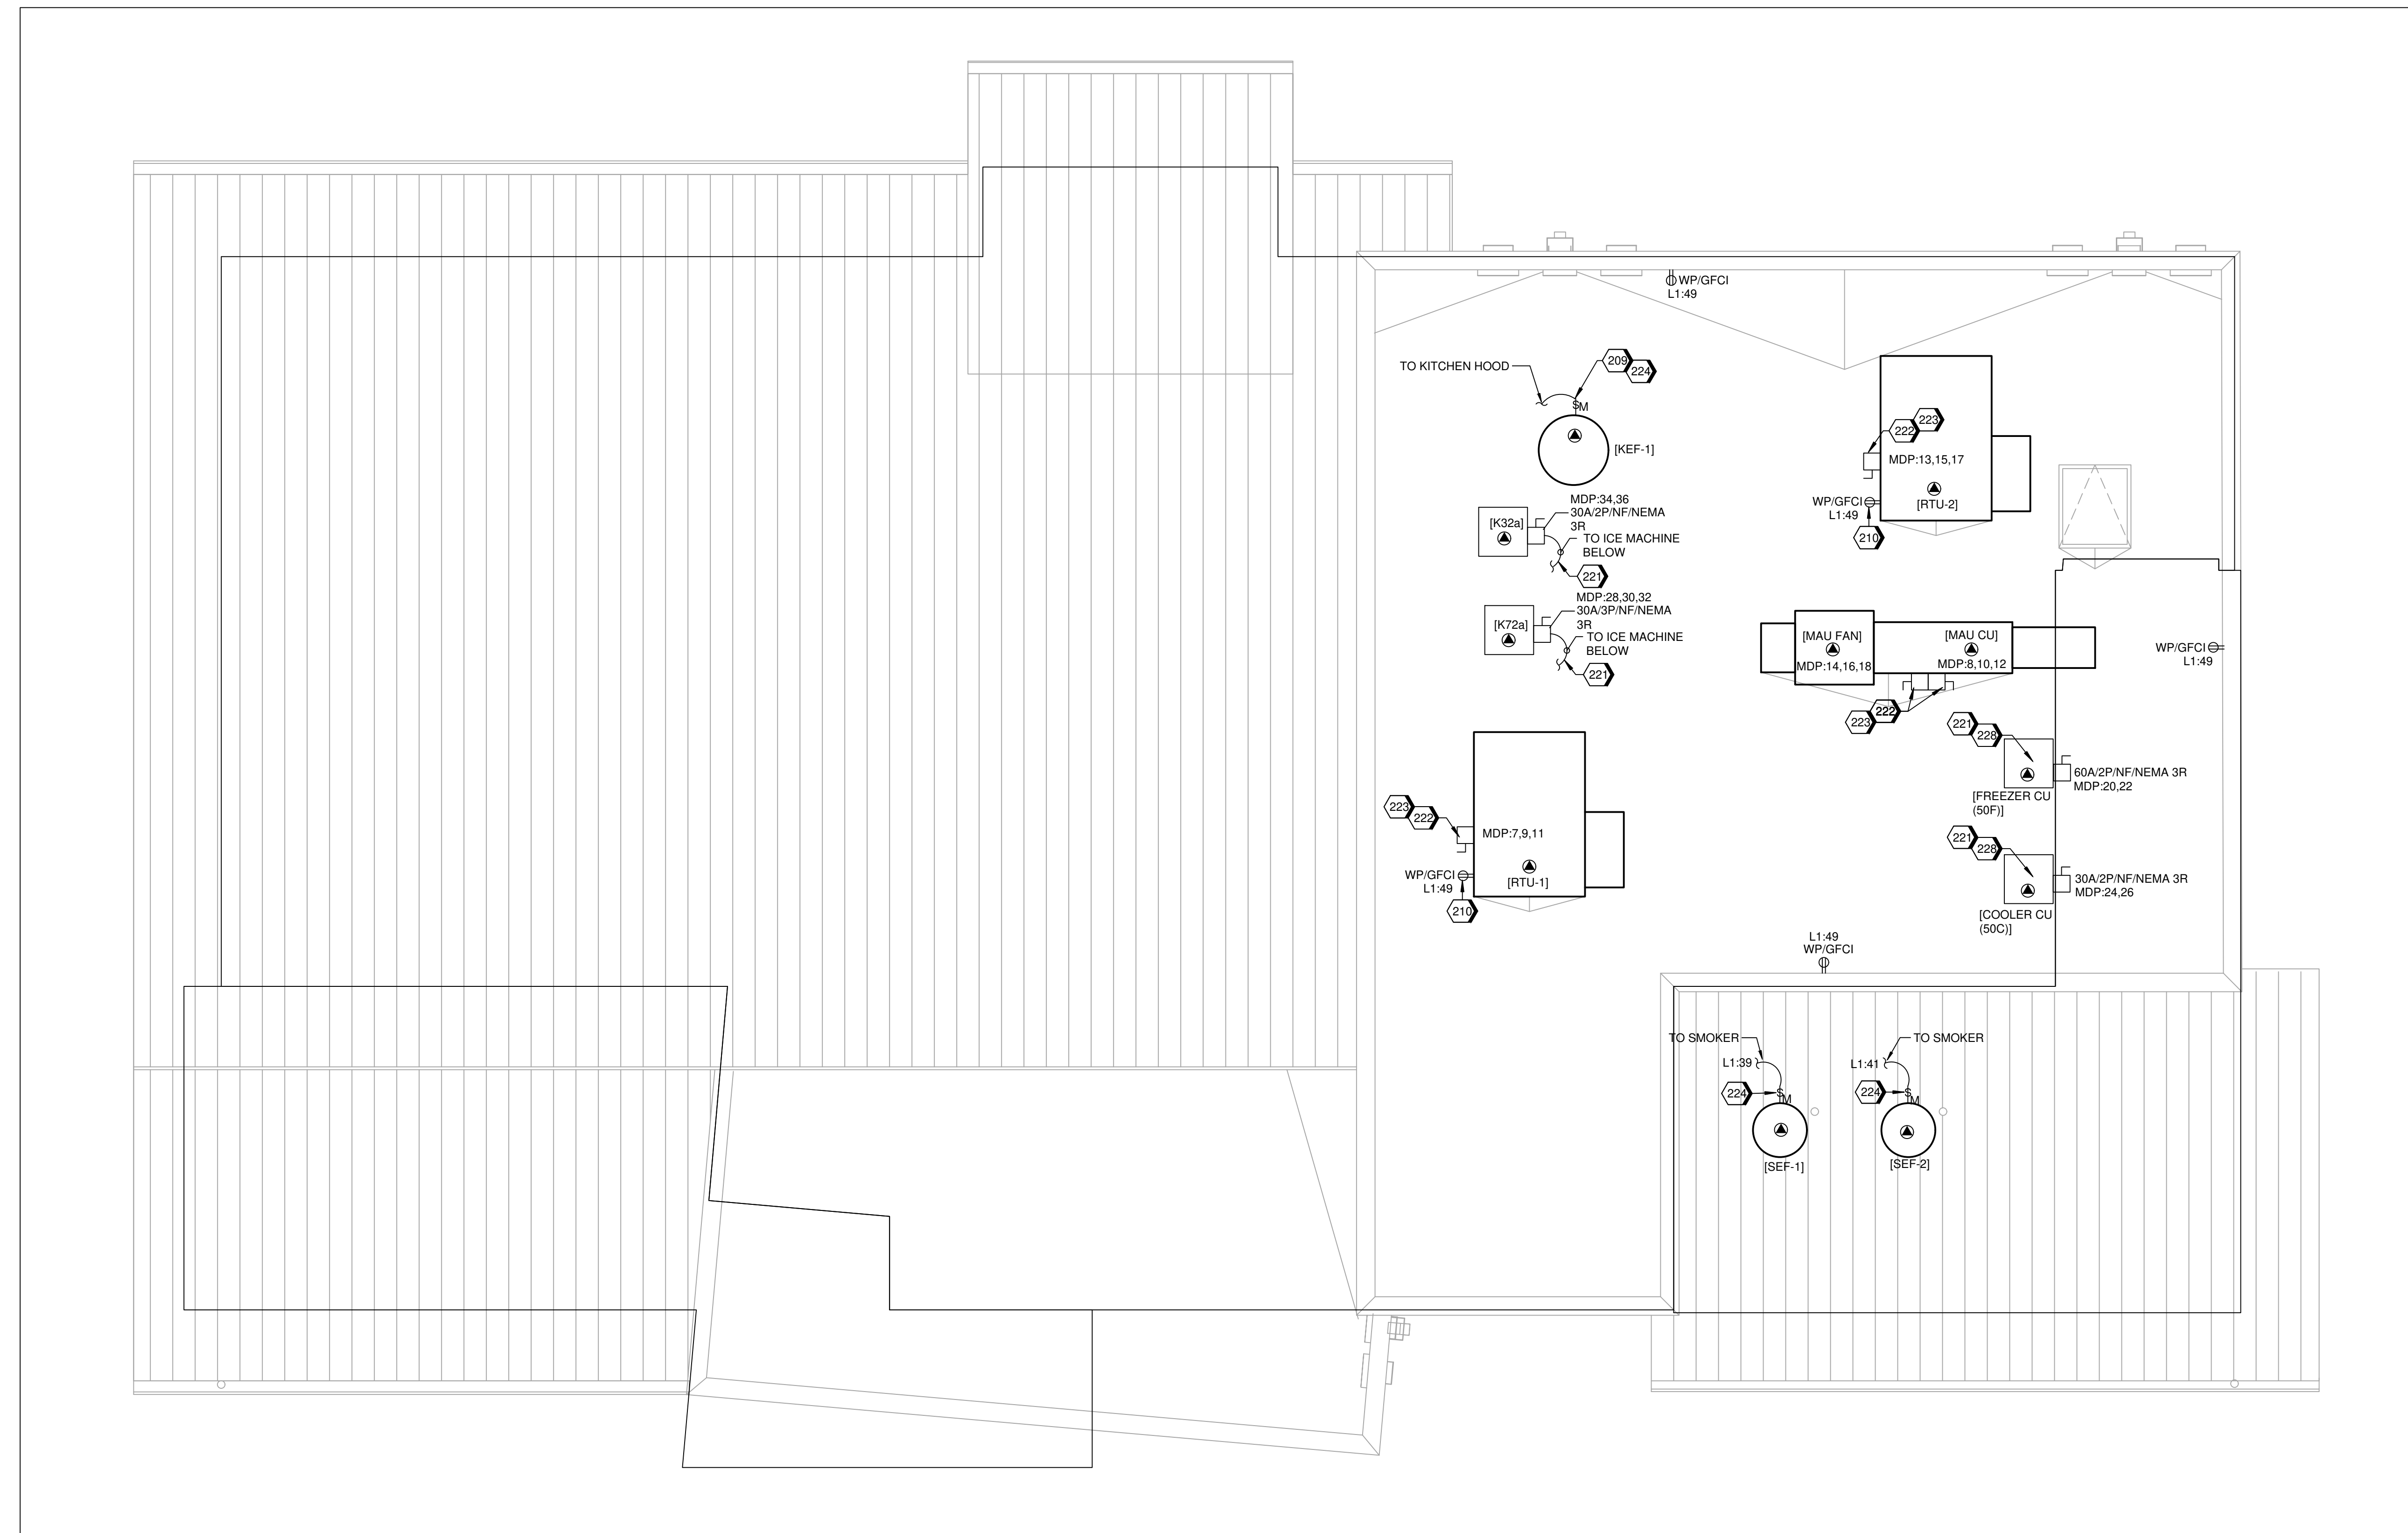 WP/GFCI
L1:49
TO KITCHEN HOOD
209
224
SM
[KEF-1]
223
222
MDP:13,15,17
WP/GFCI
L1:49
[RTU-2]
210
MDP:34,36
30A/2P/NF/NEMA
3R
[K32a]
TO ICE MACHINE
BELOW
221
MDP:28,30,32
30A/3P/NF/NEMA
3R
[K72a]
TO ICE MACHINE
BELOW
221
[MAU FAN]
MDP:14,16,18
[MAU CU]
MDP:8,10,12
WP/GFCI
L1:49
223
222
221
228
60A/2P/NF/NEMA 3R
MDP:20,22
[FREEZER CU
(50F)]
223
222
MDP:7,9,11
WP/GFCI
L1:49
[RTU-1]
210
221
228
30A/2P/NF/NEMA 3R
MDP:24,26
[COOLER CU
(50C)]
L1:49
WP/GFCI
TO SMOKER
L1:39
224
S
M
[SEF-1]
TO SMOKER
L1:41
224
S
M
[SEF-2]